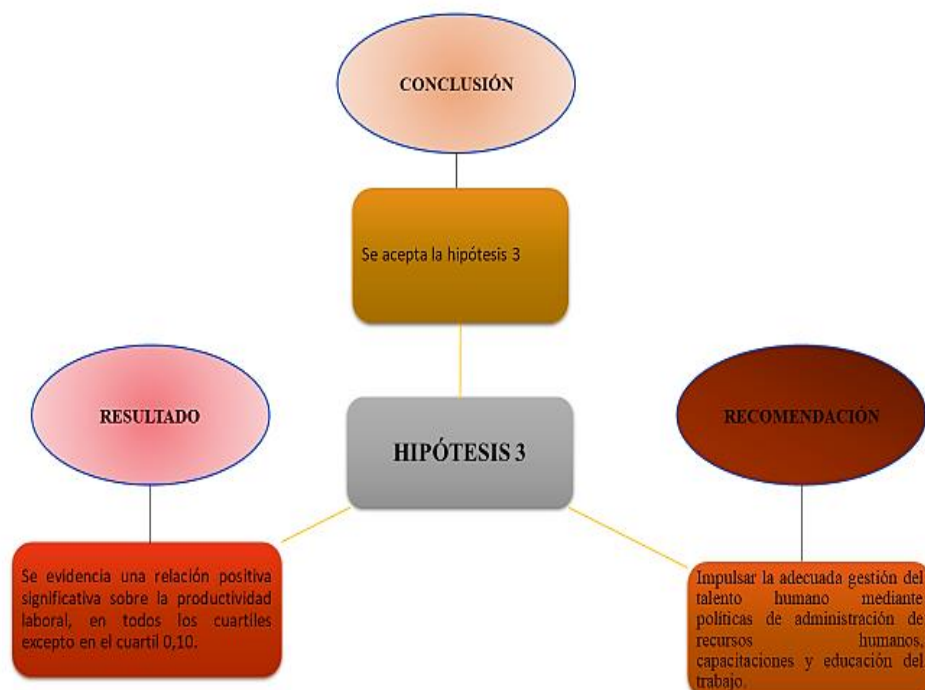 CONCLUSIÓN
Se acepta la hipótesis 3
RESULTADO
RECOMENDACIÓN
HIPÓTESIS 3
Se evidencia una relación positiva
significativa sobre la productividad
laboral, en todos los cuartiles
excepto en el cuartil 0,10.
Impulsar la adecuada gestión del
talento humano mediante
políticas de administración de
recursos humanos,
capacitaciones y educación del
trabajo.